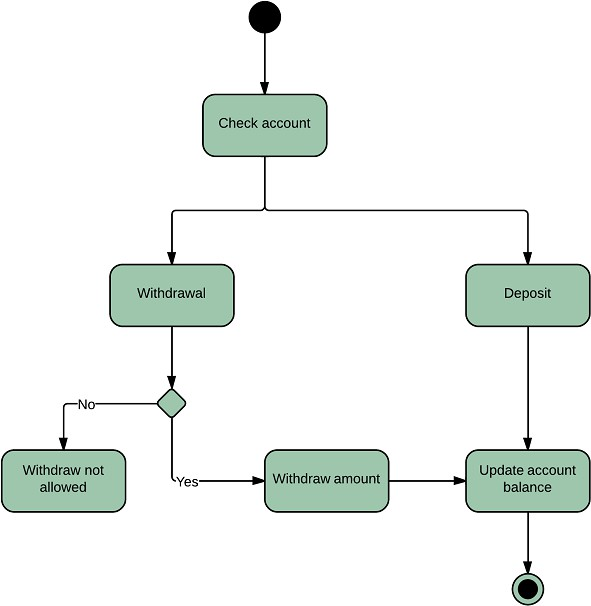 Check account
Withdrawal
Deposit
No
Withdraw not
allowed
Yes
Withdraw amount
Update account
balance